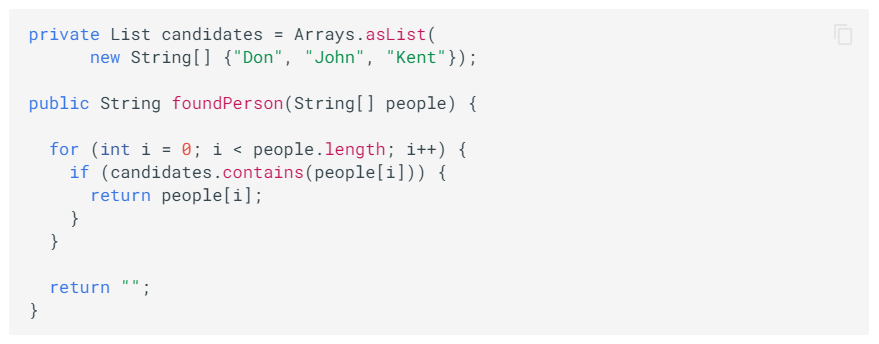 private List candidates = Arrays.asList(
      new String[] {"Don", "John", "Kent"});

public String foundPerson(String[] people) {

  for (int i = 0; i < people.length; i++) {
    if (candidates.contains(people[i])) {
      return people[i];
    }
  }

  return "";
}